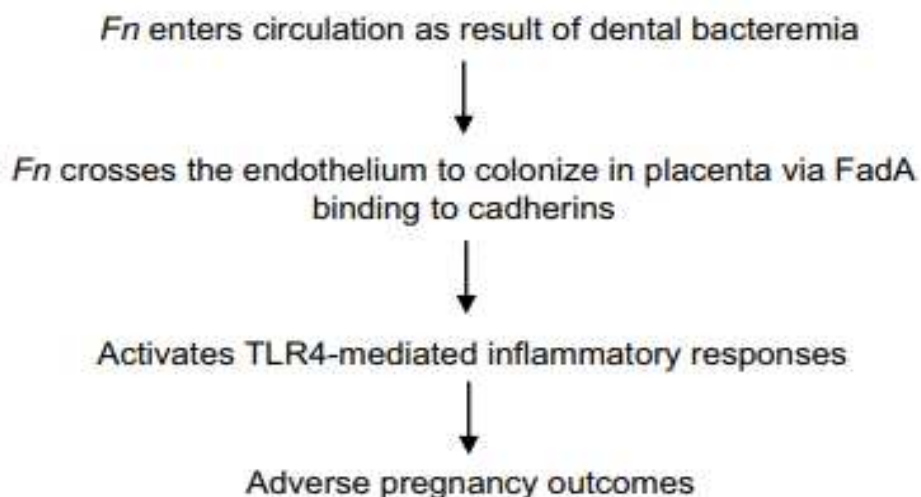 Fn enters circulation as result of dental bacteremia
Fn crosses the endothelium to colonize in placenta via FadA
binding to cadherins
Activates TLR4-mediated inflammatory responses
Adverse pregnancy outcomes